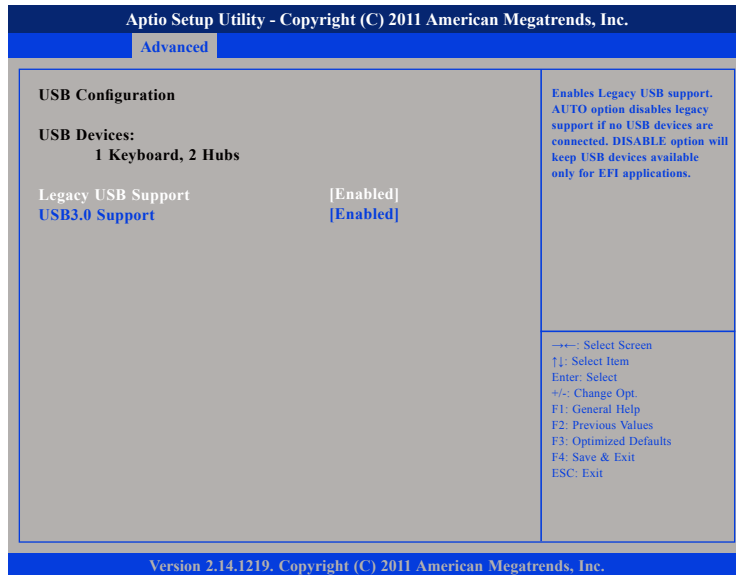 Aptio Setup Utility - Copyright (C) 2011 American Megatrends, Inc.
Advanced
USB Configuration
USB Devices:
1 Keyboard, 2 Hubs
Legacy USB Support [Enabled]
USB3.0 Support [Enabled]
Enables Legacy USB support.
AUTO option disables legacy
support if no USB devices are
connected. DISABLE option will
keep USB devices available
only for EFI applications.
→←: Select Screen
↑↓: Select Item
Enter: Select
+/-: Change Opt.
F1: General Help
F2: Previous Values
F3: Optimized Defaults
F4: Save & Exit
ESC: Exit
Version 2.14.1219. Copyright (C) 2011 American Megatrends, Inc.